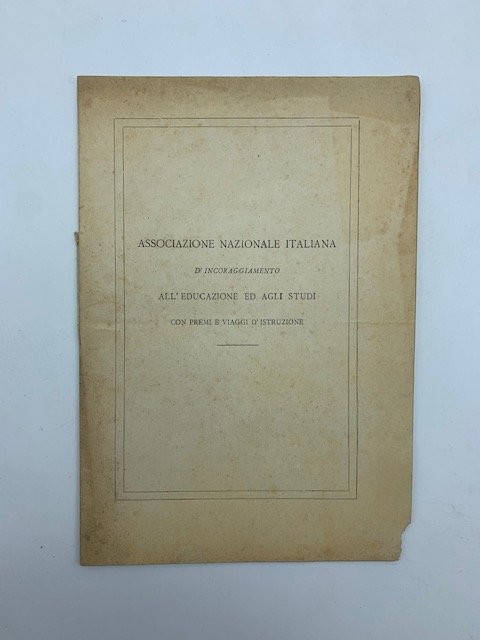 ASSOCIAZIONE NAZIONALE ITALIANA
D'INCORAGGIAMENTO
ALL'EDUCAZIONE ED AGLI STUDI
CON PREMI E VIAGGI D'ISTRUZIONE